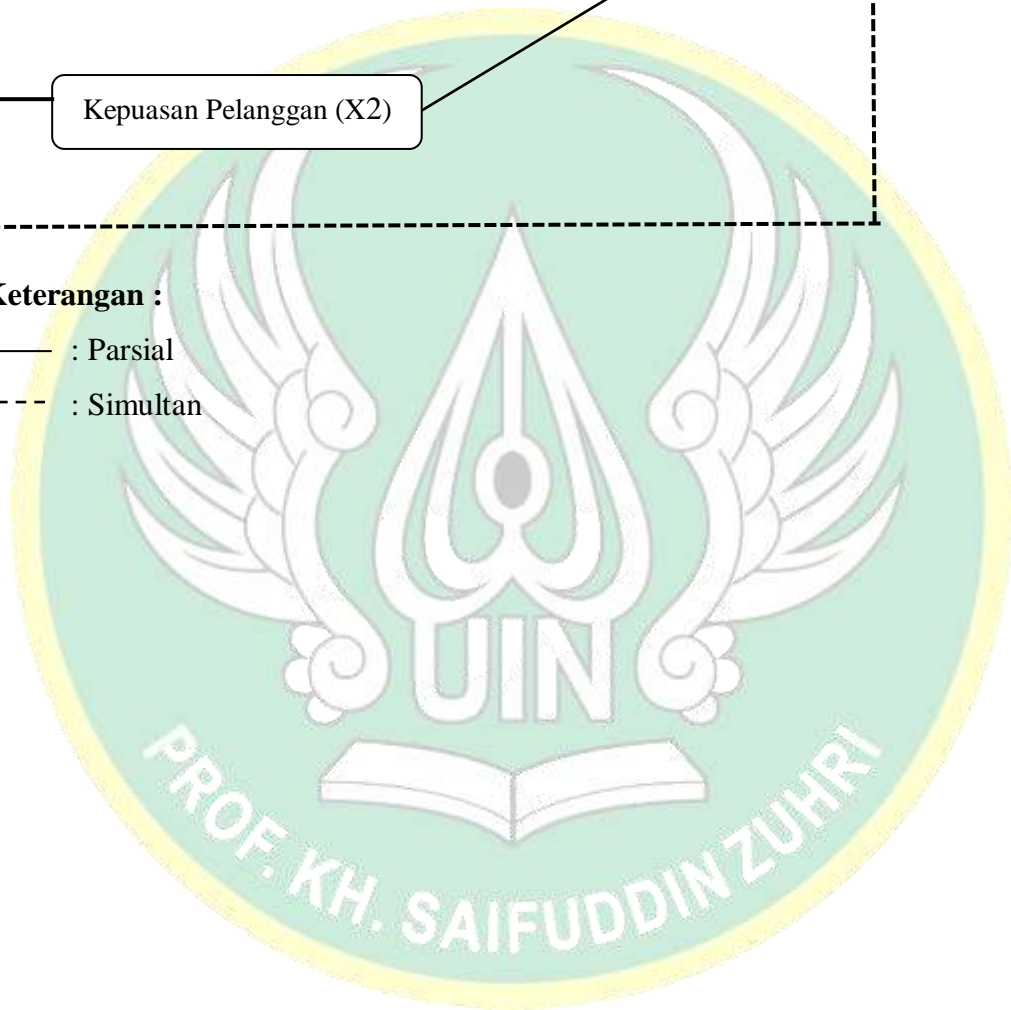 Kepuasan Pelanggan (X2)
Keterangan :
: Parsial
: Simultan
UIN
PROF. KH. SAIFUDDIN ZUHRI